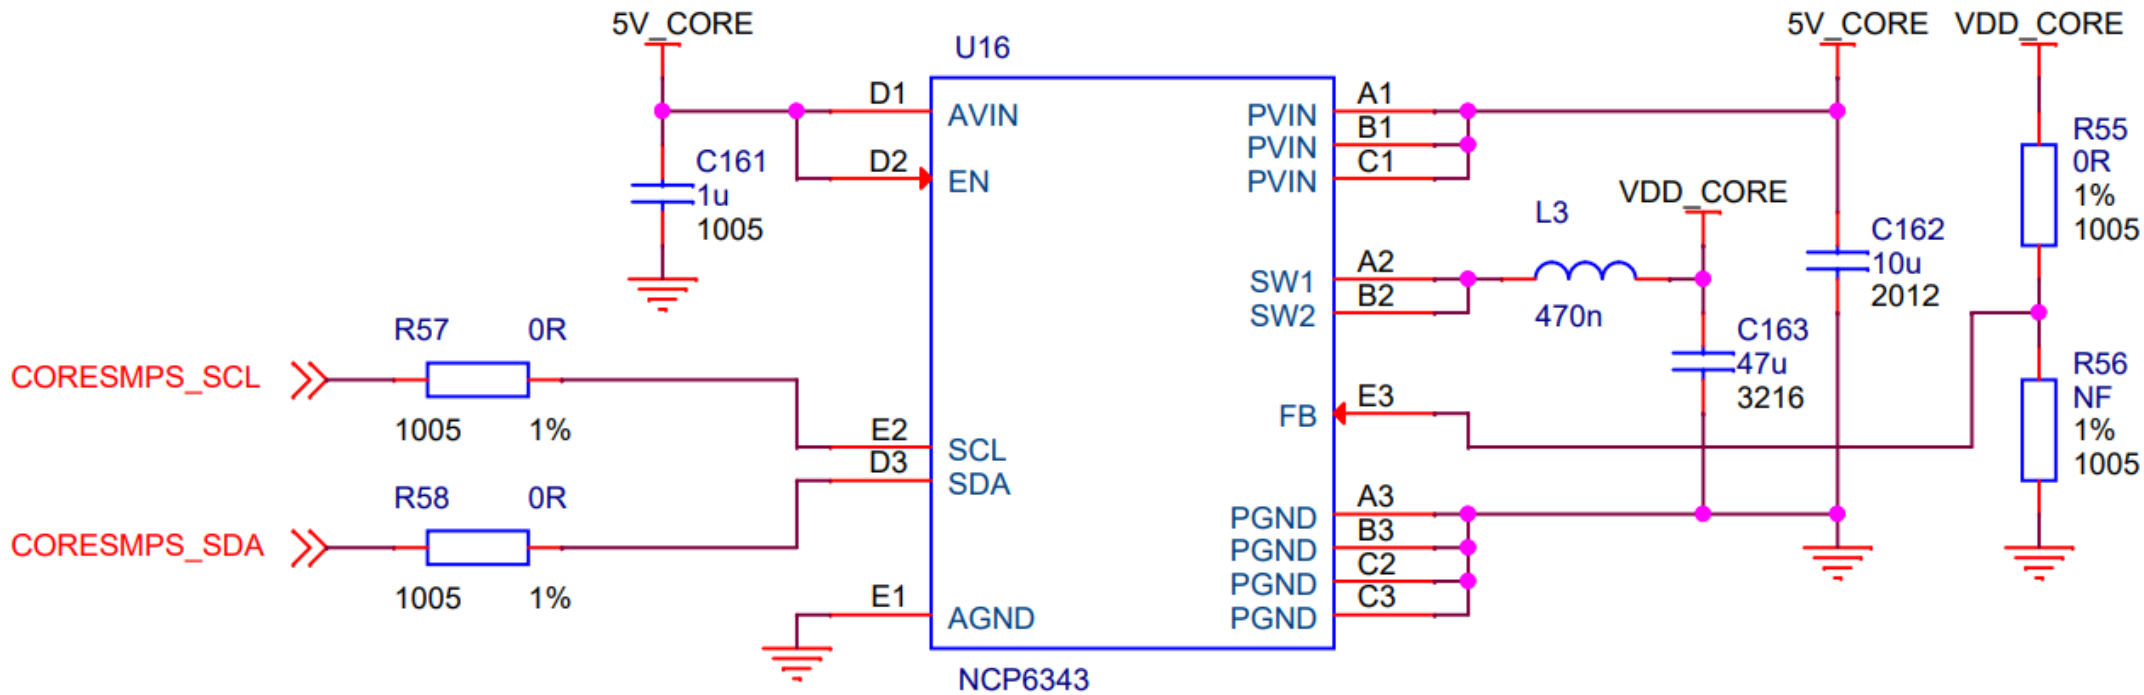 5V_CORE
5V_CORE
VDD_CORE
U16
D1
AVIN
PVIN
A1
B1
PVIN
C1
PVIN
D2
EN
C161
1u
1005
R55
0R
1%
1005
VDD_CORE
L3
470n
A2
SW1
B2
SW2
C162
10u
2012
C163
47u
3216
R57
0R
CORESMPS_SCL
1005
1%
E2
SCL
D3
SDA
FB
E3
R56
NF
1%
1005
R58
0R
CORESMPS_SDA
1005
1%
A3
PGND
B3
PGND
C2
PGND
C3
PGND
E1
AGND
NCP6343